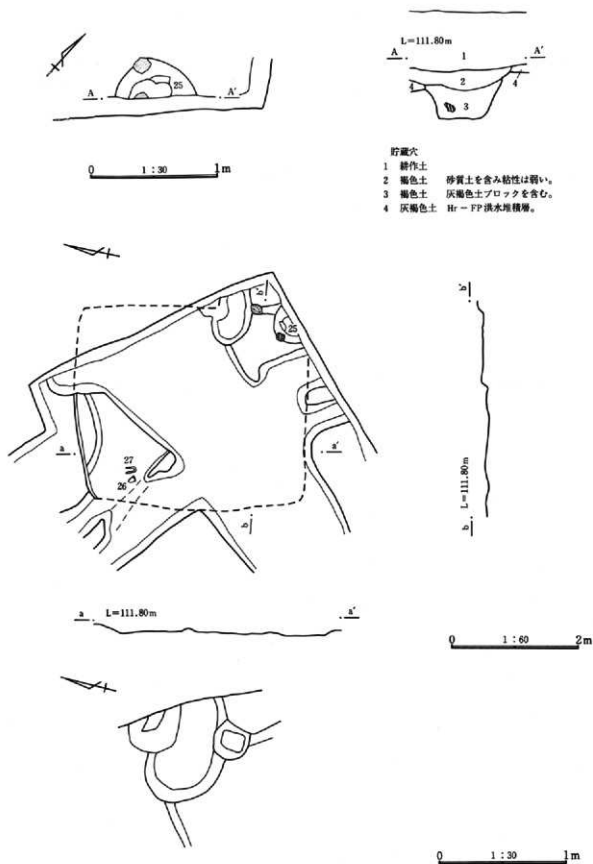 L=111.80m
A A'
1
2
4 4
3
25
A A'
0 1:30 1m
貯蔵穴
1 耕作土
2 褐色土 砂質土を含み粘性は弱い。
3 褐色土 灰褐色土ブロックを含む。
4 灰褐色土 Hr-FP洪水堆積層。
b'
25
a a'
27
26
b
b'
L=111.80m
b
a L=111.80m a'
0 1:60 2m
0 1:30 1m